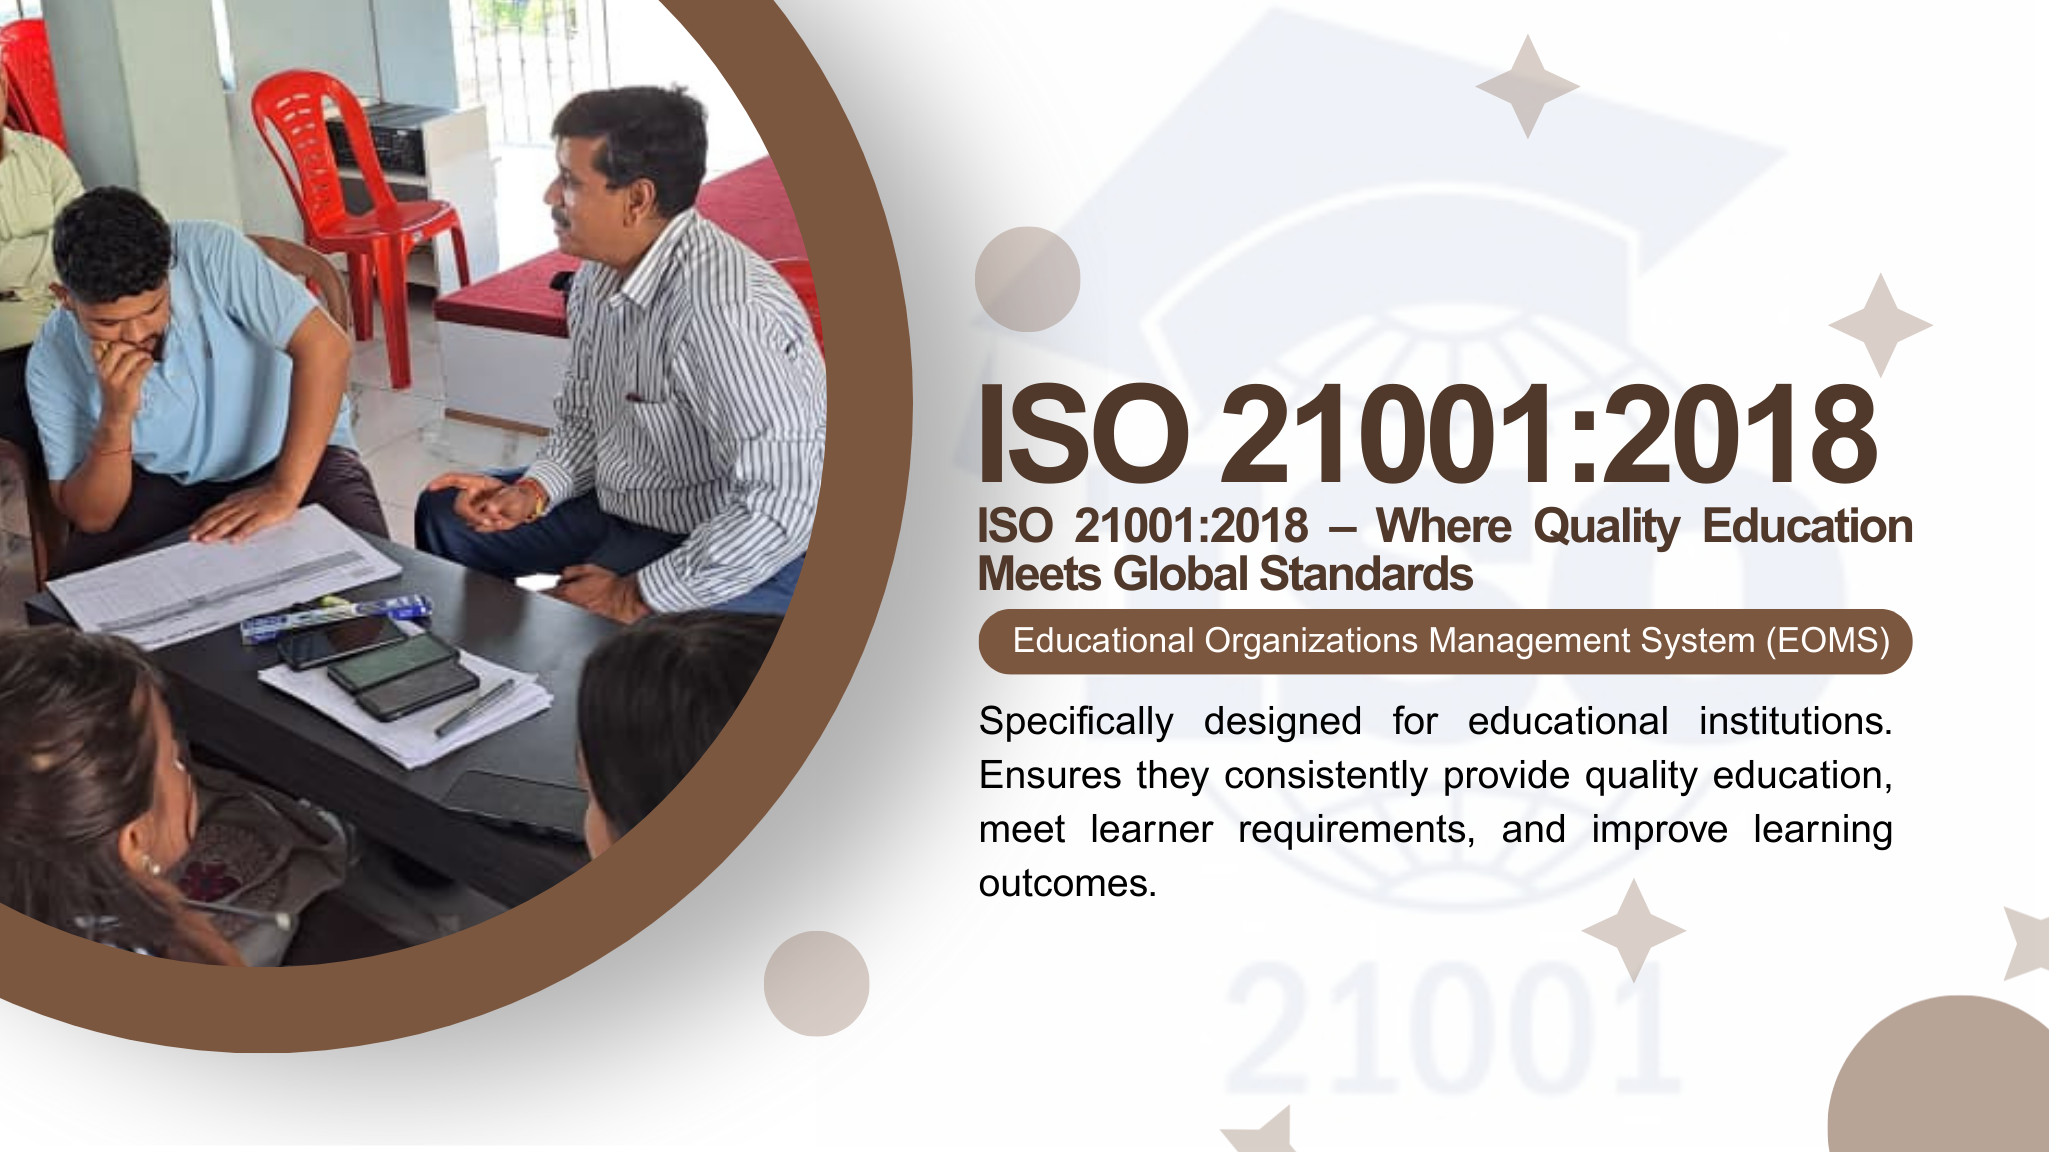 ISO 21001:2018
ISO 21001:2018 – Where Quality Education
Meets Global Standards
Educational Organizations Management System (EOMS)
Specifically designed for educational institutions.
Ensures they consistently provide quality education,
meet learner requirements, and improve learning
outcomes.
ISO
21001